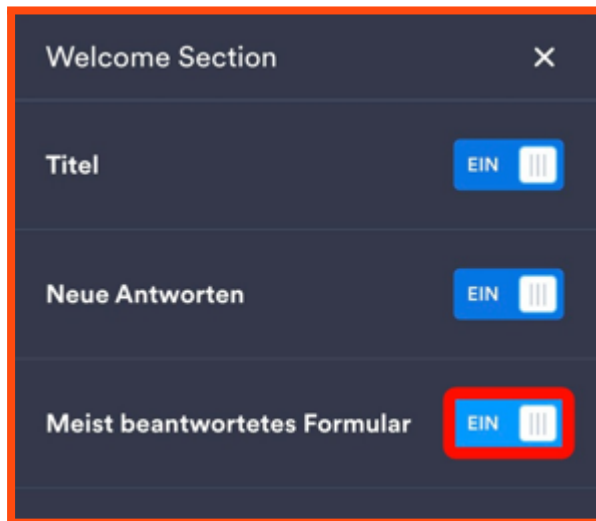 Welcome Section
Titel
EIN
Neue Antworten
EIN
Meist beantwortetes Formular
EIN